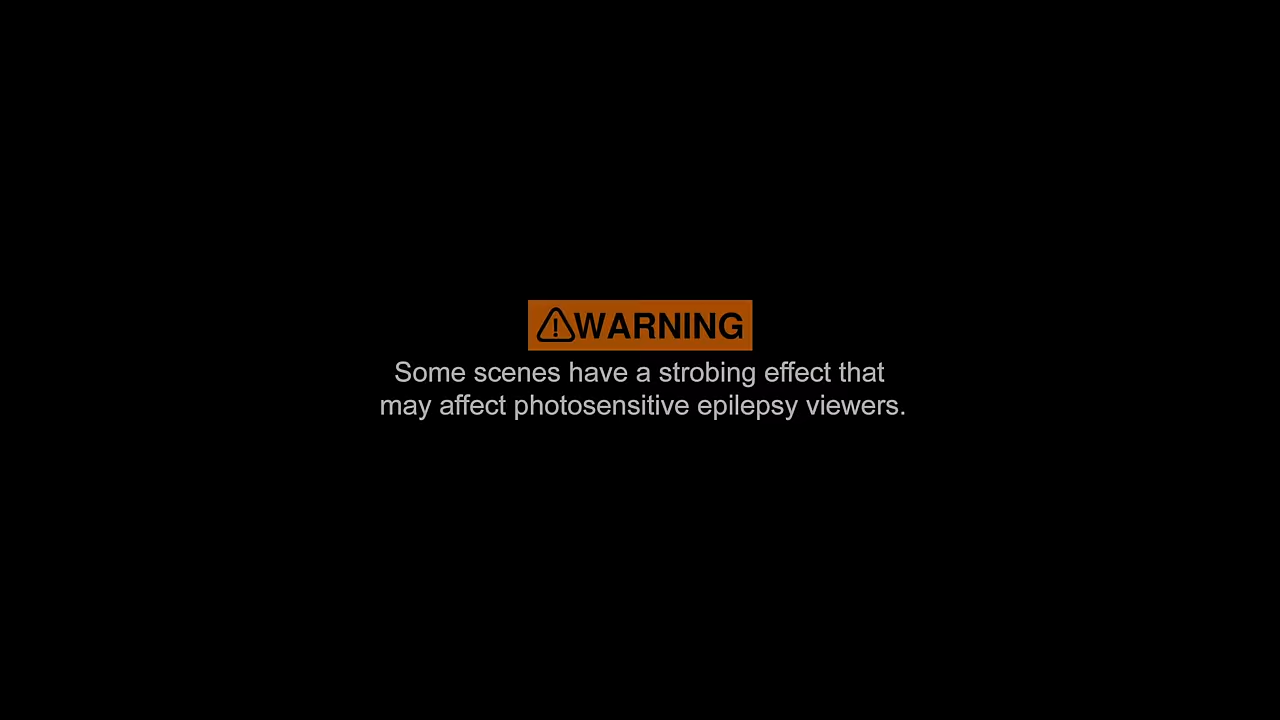 WARNING
Some scenes have a strobing effect that
may affect photosensitive epilepsy viewers.